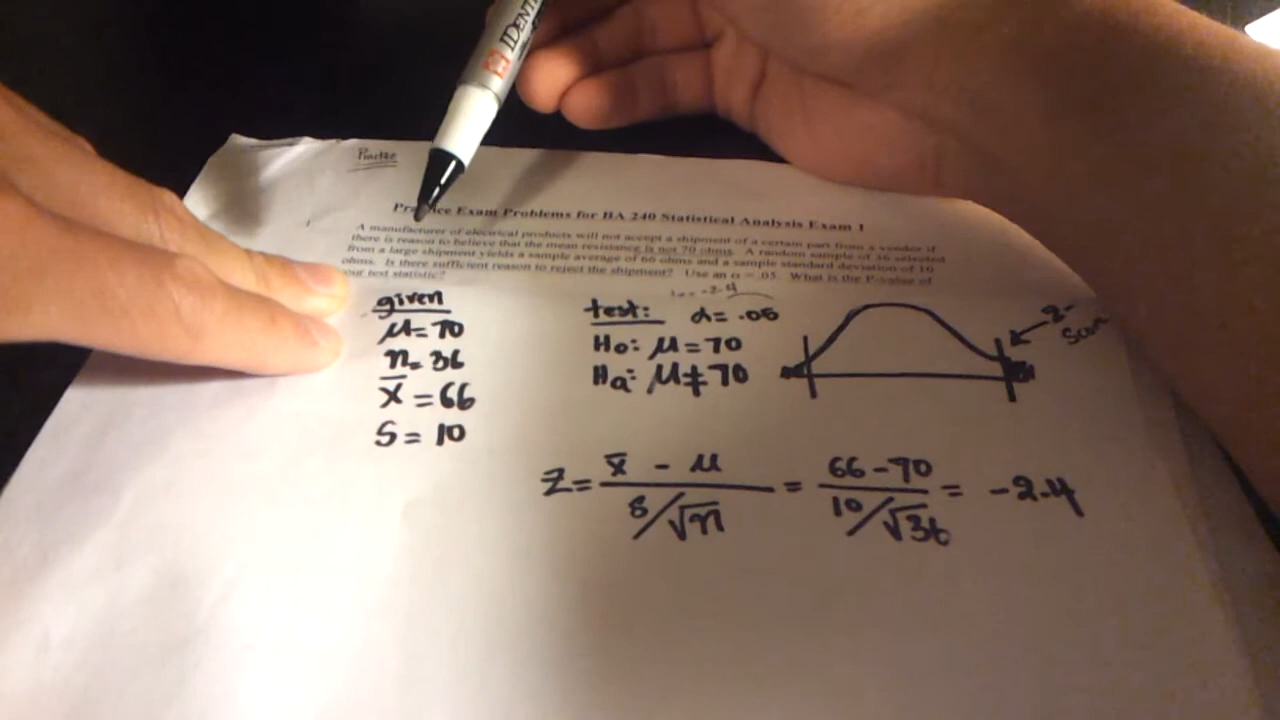 IDENTI
Practice
Practice Exam Problems for BA 240 Statistical Analysis Exam 1
A manufacturer of electrical products will not accept a shipment of a certain part from a vendor if
there is reason to believe that the mean resistance is not 70 ohms. A random sample of 36 selected
from a large shipment yields a sample average of 66 ohms and a sample standard deviation of 10
ohms. Is there sufficient reason to reject the shipment? Use an α = .05. What is the P-value of
our test statistic?
-2.4
given
μ=70
n=36
x̄=66
S=10
test: α=.05
Ho: μ=70
Ha: μ≠70
Z-
Z= x̄ - μ / s/√n = 66-70 / 10/√36 = -2.4